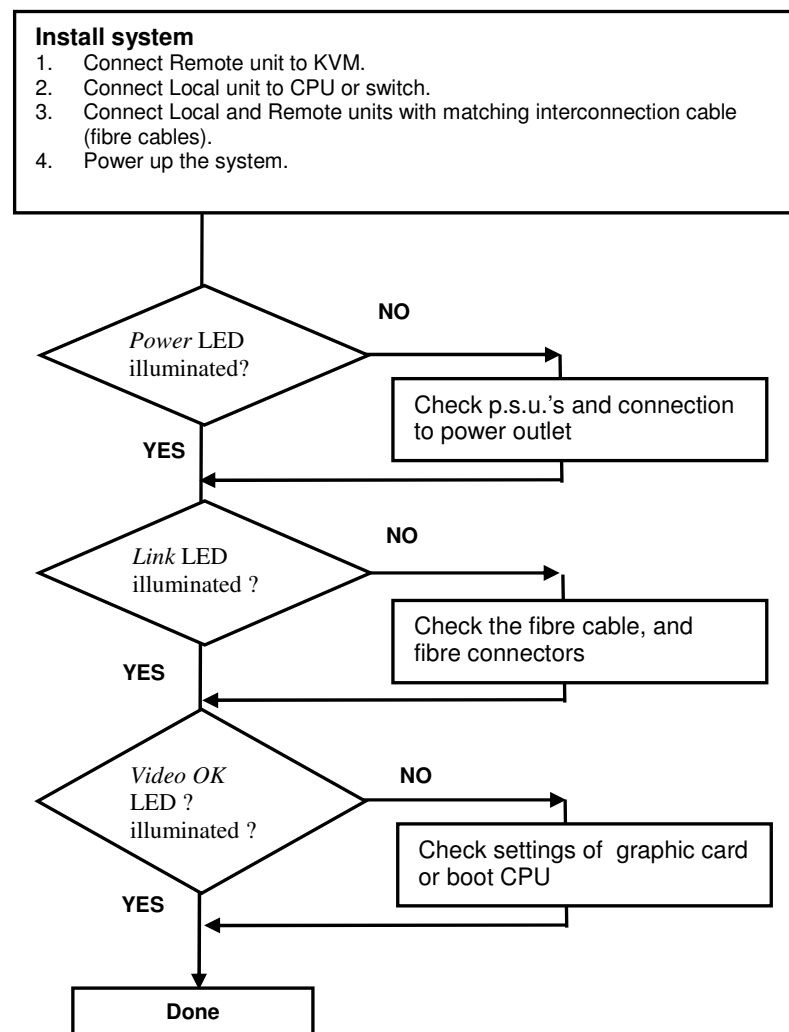 Install system
1. Connect Remote unit to KVM.
2. Connect Local unit to CPU or switch.
3. Connect Local and Remote units with matching interconnection cable
(fibre cables).
4. Power up the system.
NO
Power LED
illuminated?
Check p.s.u.'s and connection
to power outlet
YES
NO
Link LED
illuminated ?
Check the fibre cable, and
fibre connectors
YES
NO
Video OK
LED ?
illuminated ?
Check settings of graphic card
or boot CPU
YES
Done